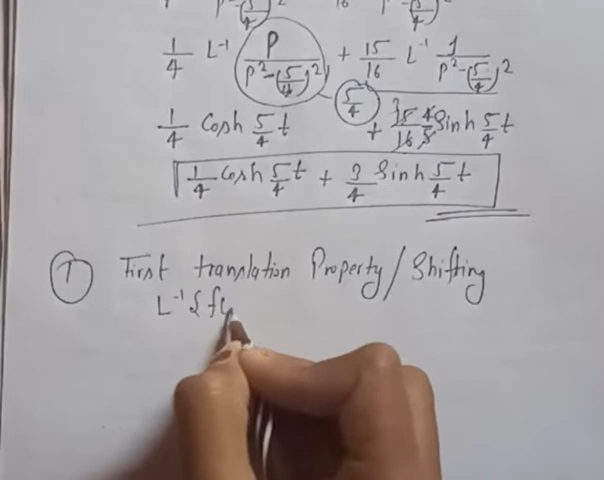 1/4 L⁻¹ p/(p²-(5/4)²) + 15/16 L⁻¹ 1/(p²-(5/4)²)
5/4
1/4 Cosh 5/4 t + 15/16 4/5 Sinh 5/4 t
1/4 cosh 5/4 t + 3/4 Sinh 5/4 t
① First translation Property/Shifting
L⁻¹{f(